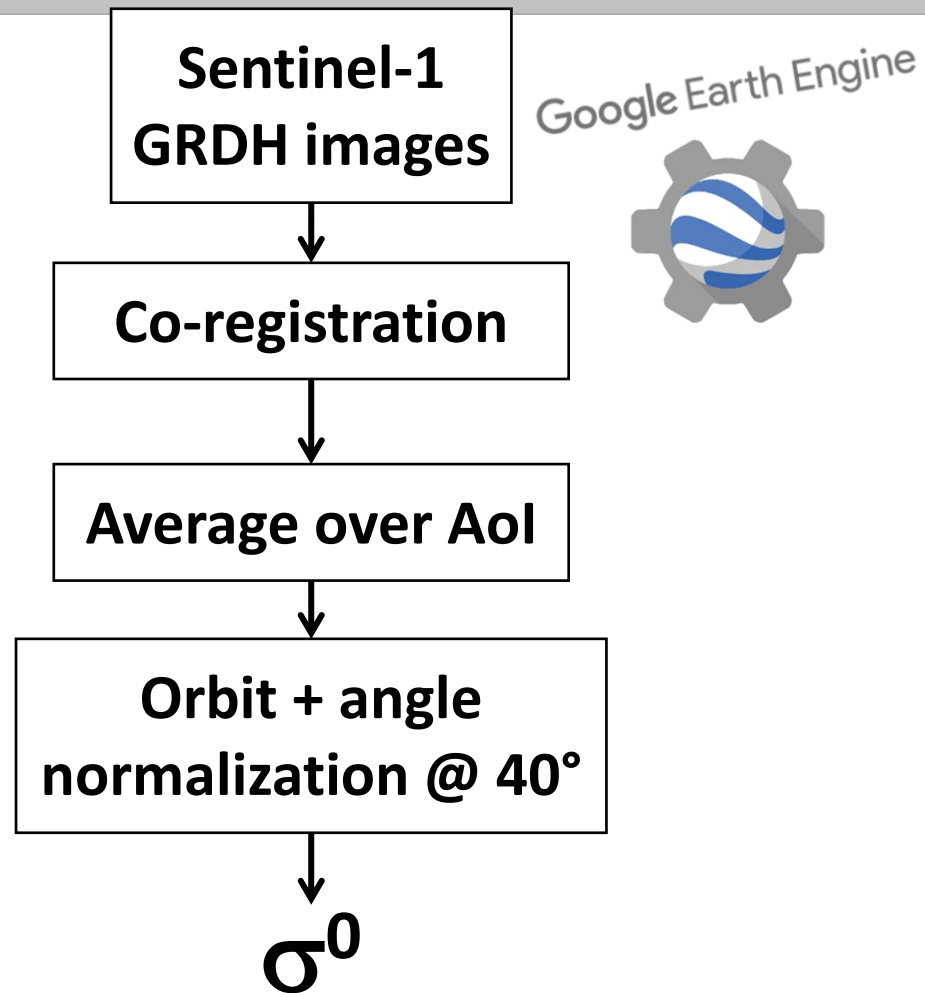 Sentinel-1
GRDH images
Google Earth Engine
Co-registration
Average over AoI
Orbit + angle
normalization @ 40°
σ⁰